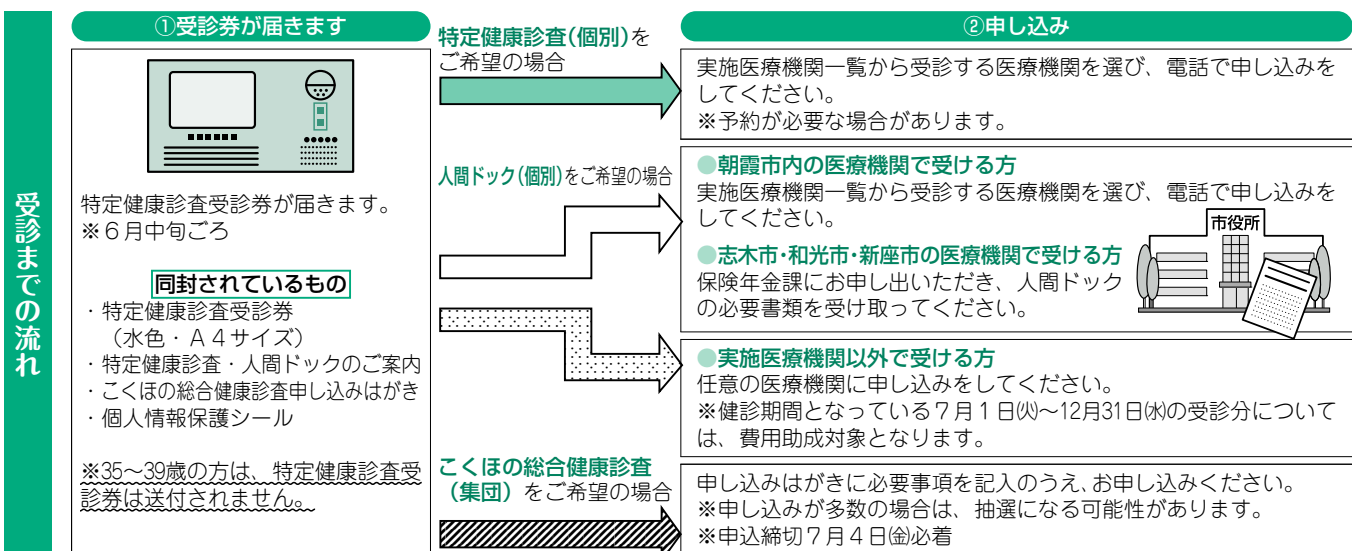 受診までの流れ
①受診券が届きます
特定健康診査受診券が届きます。
※６月中旬ごろ
同封されているもの
・特定健康診査受診券
（水色・Ａ４サイズ）
・特定健康診査・人間ドックのご案内
・こくほの総合健康診査申し込みはがき
・個人情報保護シール
※35～39歳の方は、特定健康診査受
診券は送付されません。
特定健康診査(個別)を
ご希望の場合
人間ドック(個別)をご希望の場合
こくほの総合健康診査
（集団）をご希望の場合
②申し込み
実施医療機関一覧から受診する医療機関を選び、電話で申し込みを
してください。
※予約が必要な場合があります。
●朝霞市内の医療機関で受ける方
実施医療機関一覧から受診する医療機関を選び、電話で申し込みを
してください。
市役所
●志木市・和光市・新座市の医療機関で受ける方
保険年金課にお申し出いただき、人間ドック
の必要書類を受け取ってください。
●実施医療機関以外で受ける方
任意の医療機関に申し込みをしてください。
※健診期間となっている７月１日㈫～12月31日㈬の受診分について
は、費用助成対象となります。
申し込みはがきに必要事項を記入のうえ、お申し込みください。
※申し込みが多数の場合は、抽選になる可能性があります。
※申込締切７月４日㈮必着